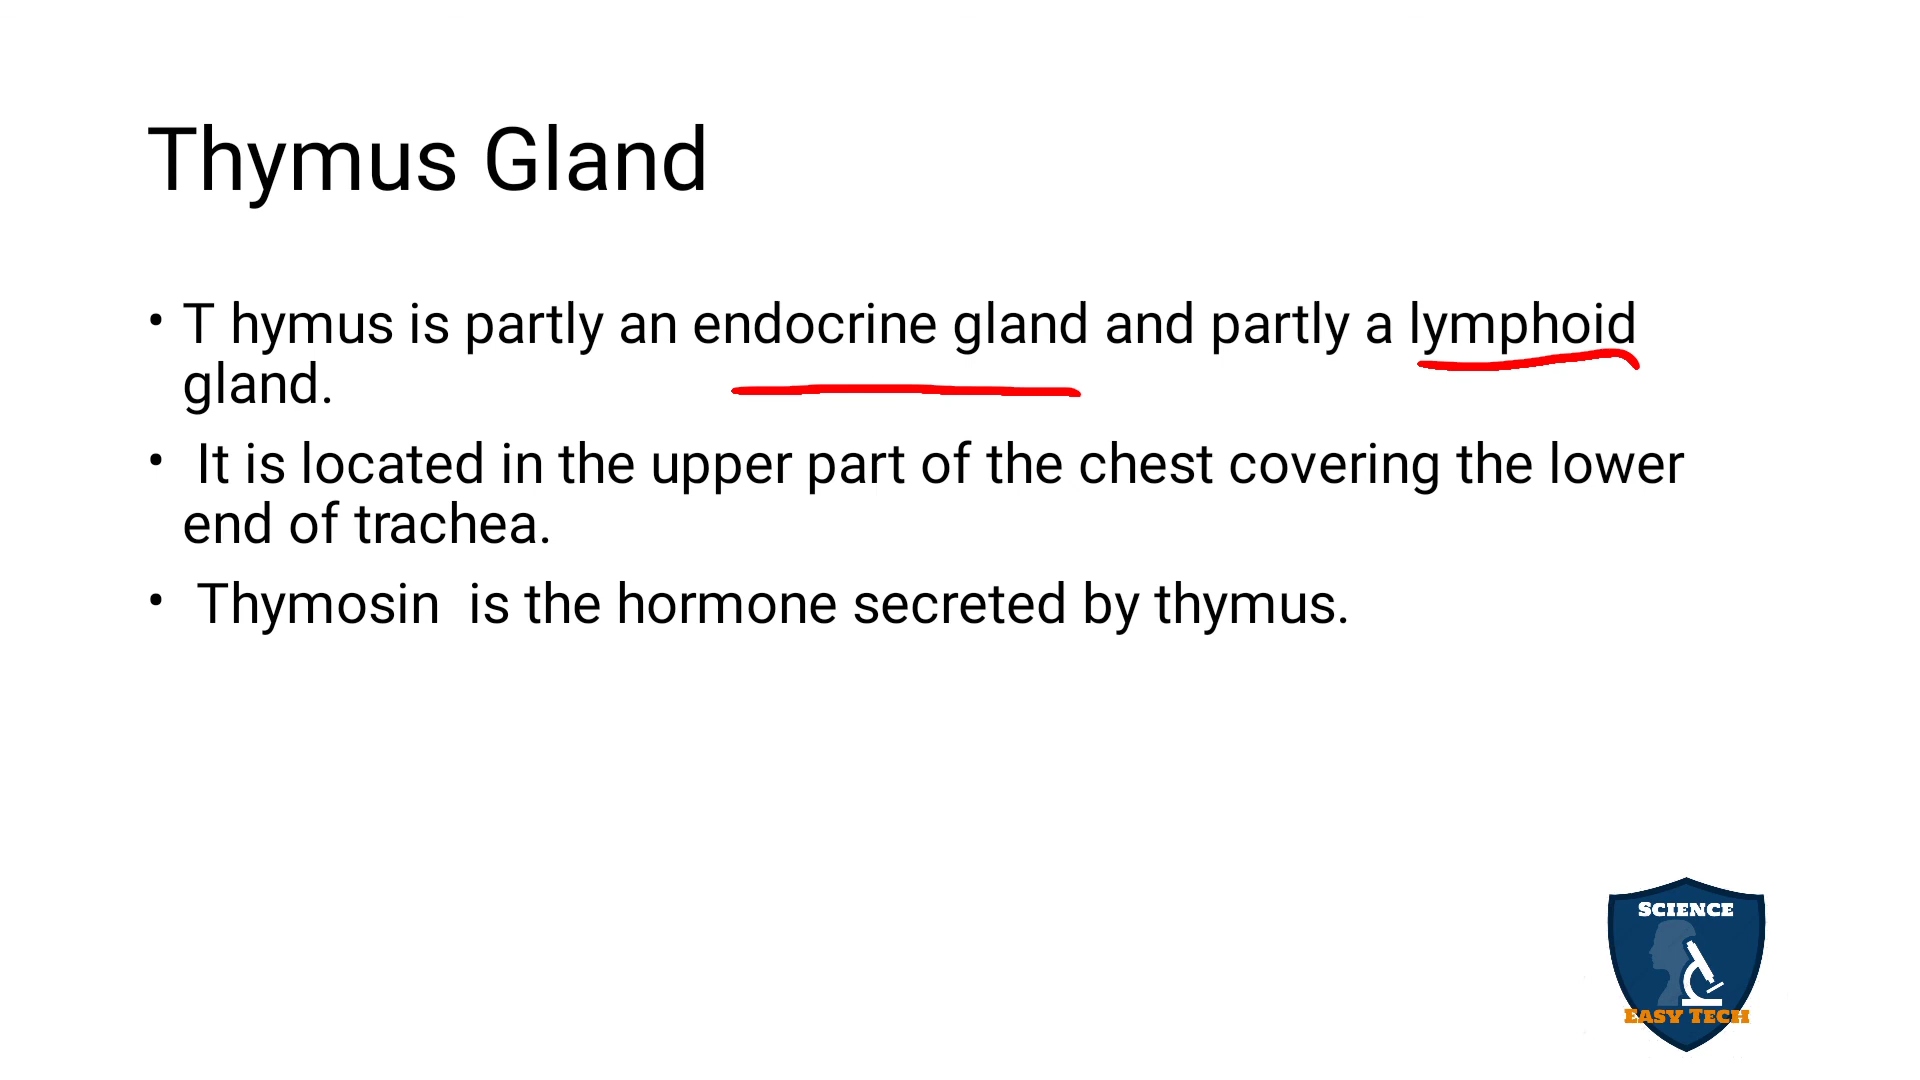 Thymus Gland
• T hymus is partly an endocrine gland and partly a lymphoid
gland.
• It is located in the upper part of the chest covering the lower
end of trachea.
• Thymosin  is the hormone secreted by thymus.
SCIENCE
EASY TECH